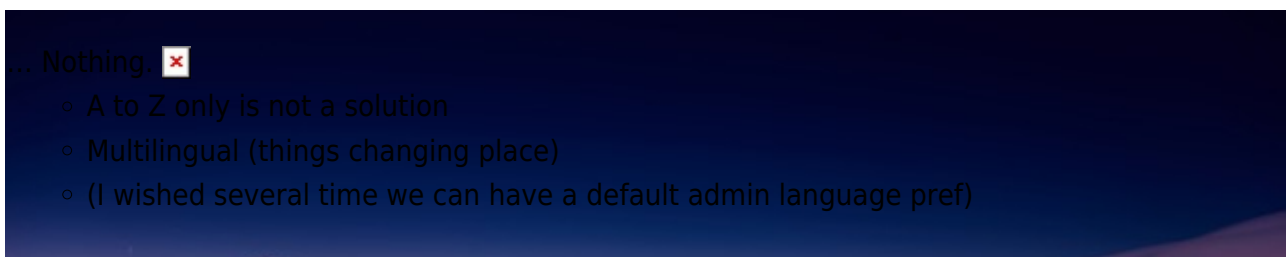 ... Nothing.
A to Z only is not a solution
Multilingual (things changing place)
(I wished several time we can have a default admin language pref)